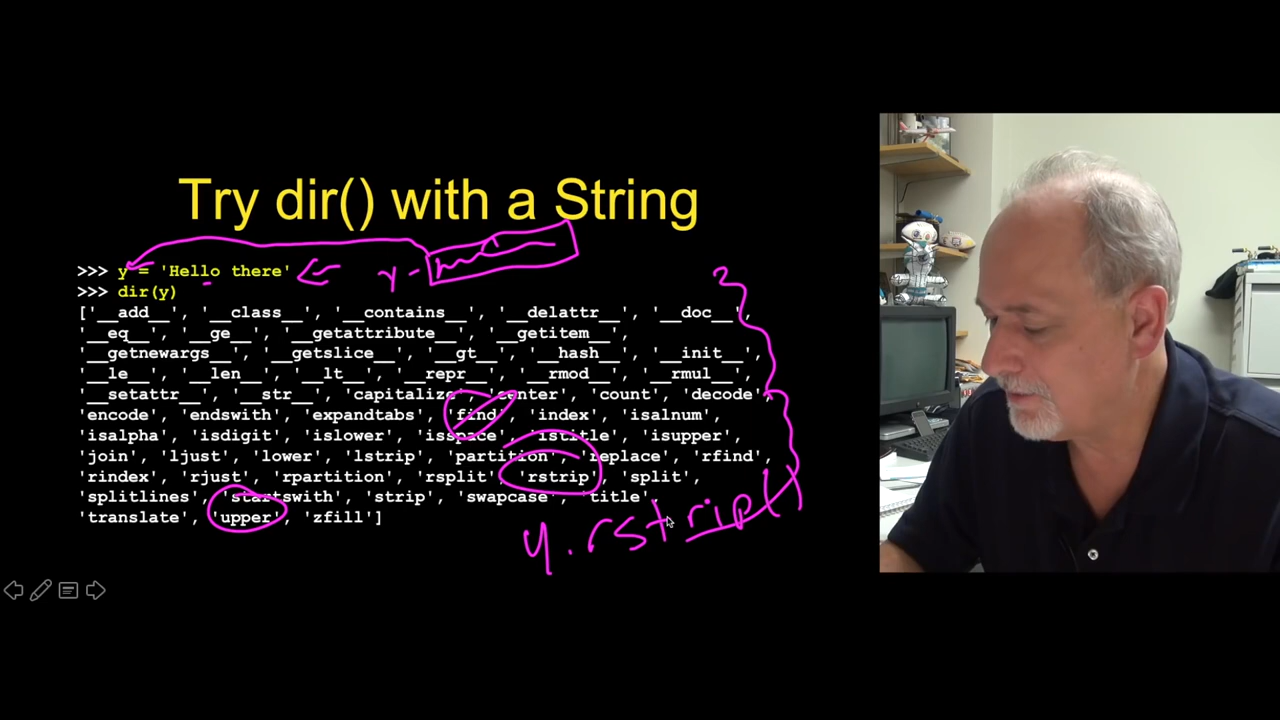 Try dir() with a String
>>> y = 'Hello there'
y
>>> dir(y)
['__add__', '__class__', '__contains__', '__delattr__', '__doc__',
'__eq__', '__ge__', '__getattribute__', '__getitem__',
'__getnewargs__', '__getslice__', '__gt__', '__hash__', '__init__',
'__le__', '__len__', '__lt__', '__repr__', '__rmod__', '__rmul__',
'__setattr__', '__str__', 'capitalize', 'center', 'count', 'decode',
'encode', 'endswith', 'expandtabs', 'find', 'index', 'isalnum',
'isalpha', 'isdigit', 'islower', 'isspace', 'istitle', 'isupper',
'join', 'ljust', 'lower', 'lstrip', 'partition', 'replace', 'rfind',
'rindex', 'rjust', 'rpartition', 'rsplit', 'rstrip', 'split',
'splitlines', 'startswith', 'strip', 'swapcase', 'title',
'translate', 'upper', 'zfill']
y.rstrip()